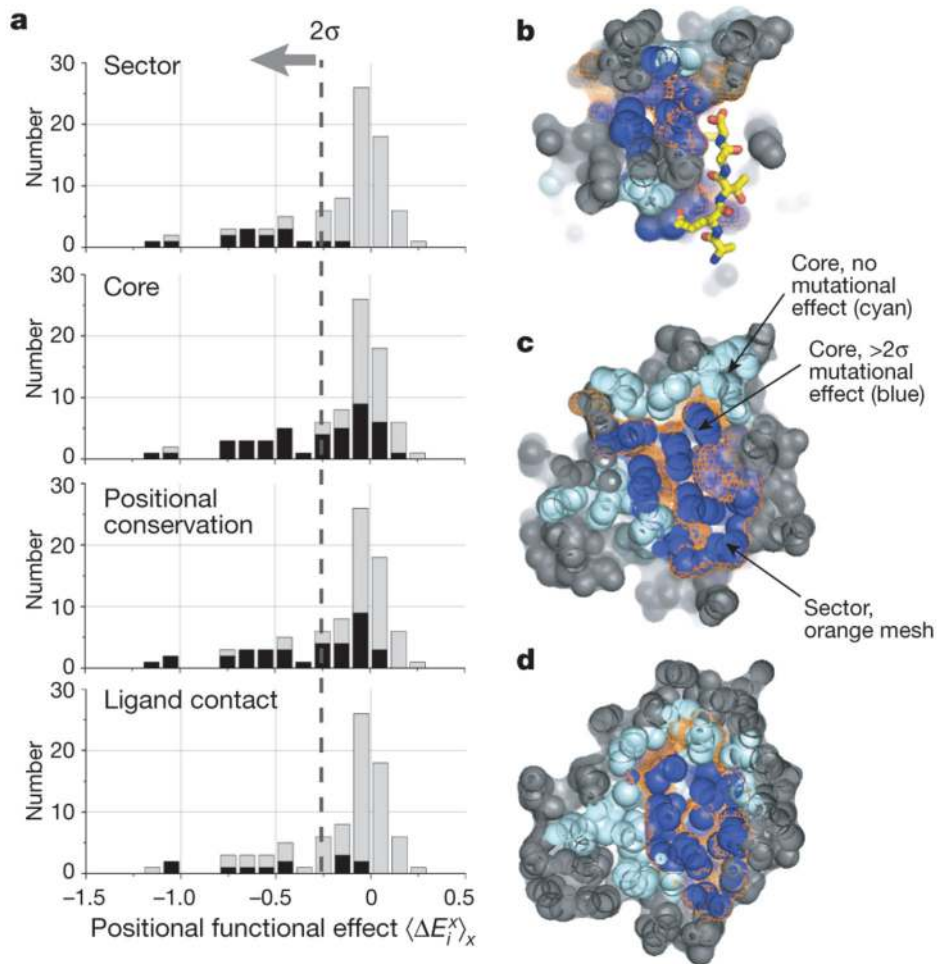 a
2σ
Sector
30
20
10
0
Number
Core
30
20
10
0
Number
Positional
conservation
30
20
10
0
Number
Ligand contact
30
20
10
0
Number
−1.5 −1.0 −0.5 0 0.5
Positional functional effect ⟨ΔE_i^x⟩_x
b
Core, no
mutational
effect (cyan)
c
Core, >2σ
mutational
effect (blue)
Sector,
orange mesh
d